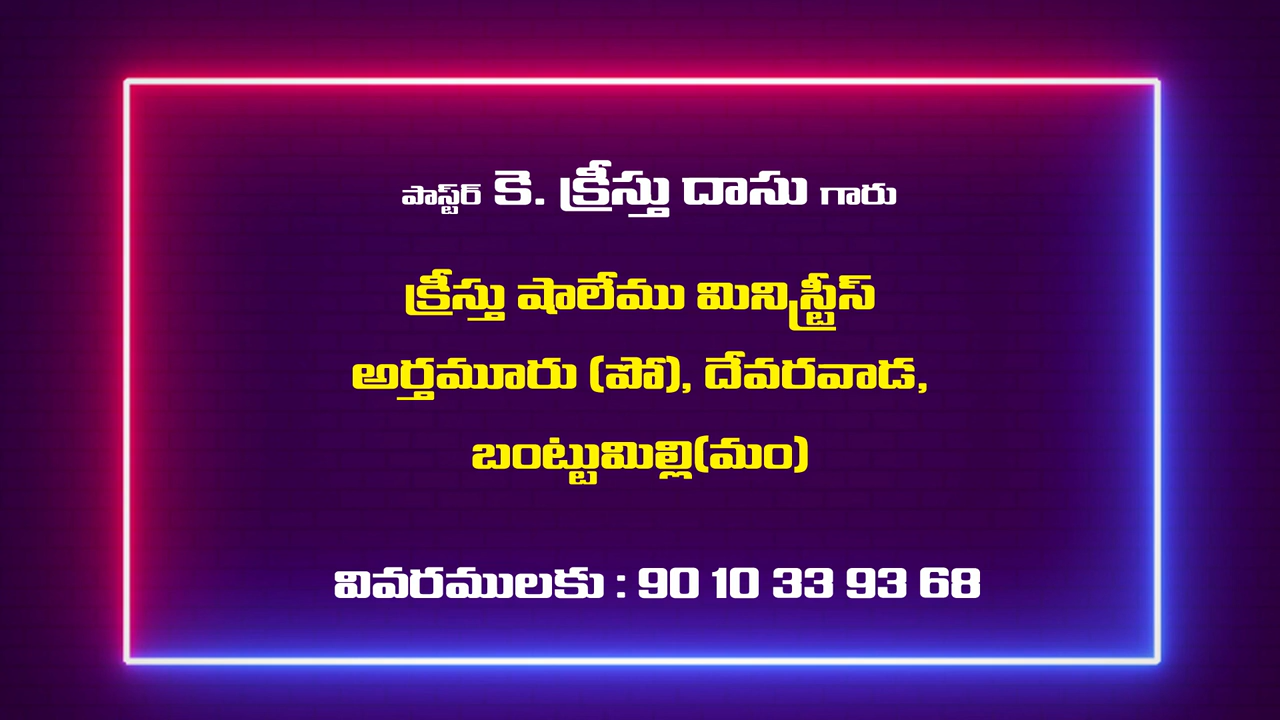 పాస్టర్ కె. క్రీస్తు దాసు గారు
క్రీస్తు షాలేము మినిస్ట్రీస్
అర్తమూరు (పో), దేవరవాడ,
బంట్టుమిల్లి(మం)
వివరములకు : 90 10 33 93 68